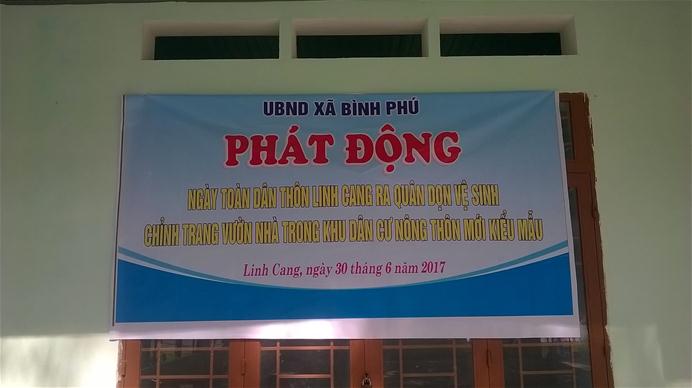 UBND XÃ BÌNH PHÚ
PHÁT ĐỘNG
NGÀY TOÀN DÂN THÔN LINH CANG RA QUÂN DỌN VỆ SINH
CHỈNH TRANG VƯỜN NHÀ TRONG KHU DÂN CƯ NÔNG THÔN MỚI KIỂU MẪU
Linh Cang, ngày 30 tháng 6 năm 2017